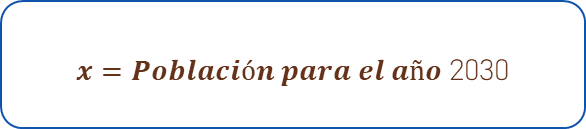 x = Población para el año 2030